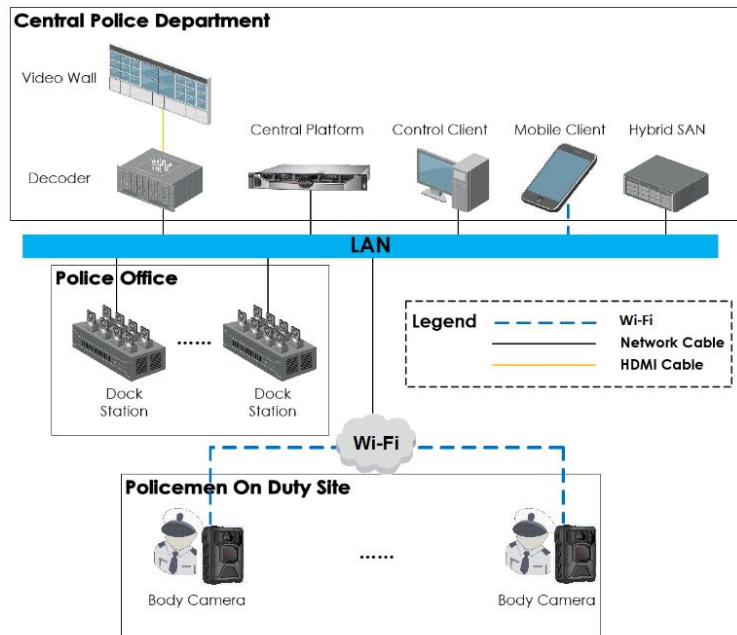 Central Police Department
Video Wall
Central Platform
Control Client
Mobile Client
Hybrid SAN
Decoder
LAN
Police Office
Dock
Station
......
Dock
Station
Legend
Wi-Fi
Network Cable
HDMI Cable
Wi-Fi
Policemen On Duty Site
......
Body Camera
Body Camera